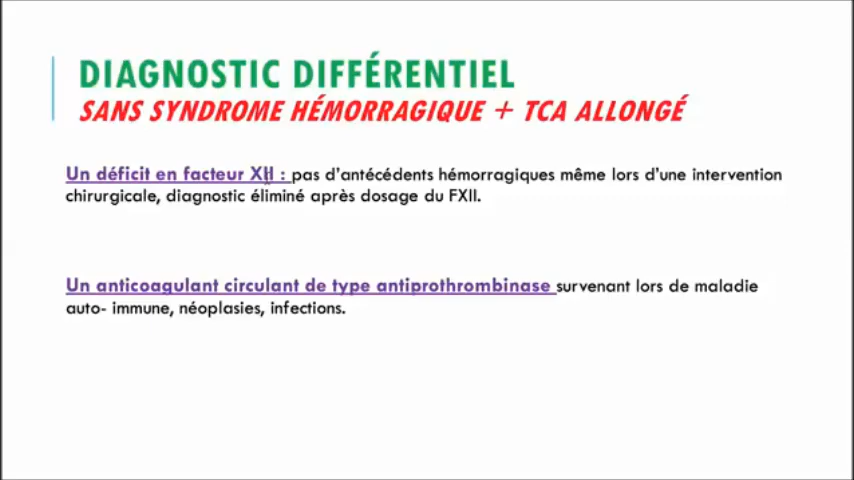 DIAGNOSTIC DIFFÉRENTIEL
SANS SYNDROME HÉMORRAGIQUE + TCA ALLONGÉ
Un déficit en facteur XII : pas d'antécédents hémorragiques même lors d'une intervention
chirurgicale, diagnostic éliminé après dosage du FXII.
Un anticoagulant circulant de type antiprothrombinase survenant lors de maladie
auto- immune, néoplasies, infections.